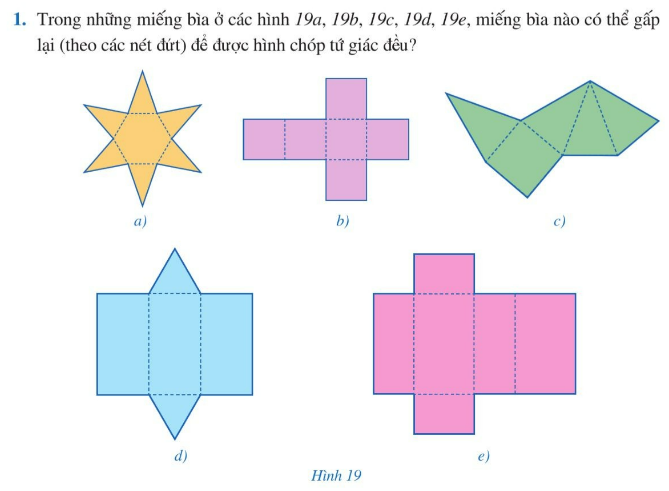 1. Trong những miếng bìa ở các hình 19a, 19b, 19c, 19d, 19e, miếng bìa nào có thể gấp
lại (theo các nét đứt) để được hình chóp tứ giác đều?
a)
b)
c)
d)
e)
Hình 19